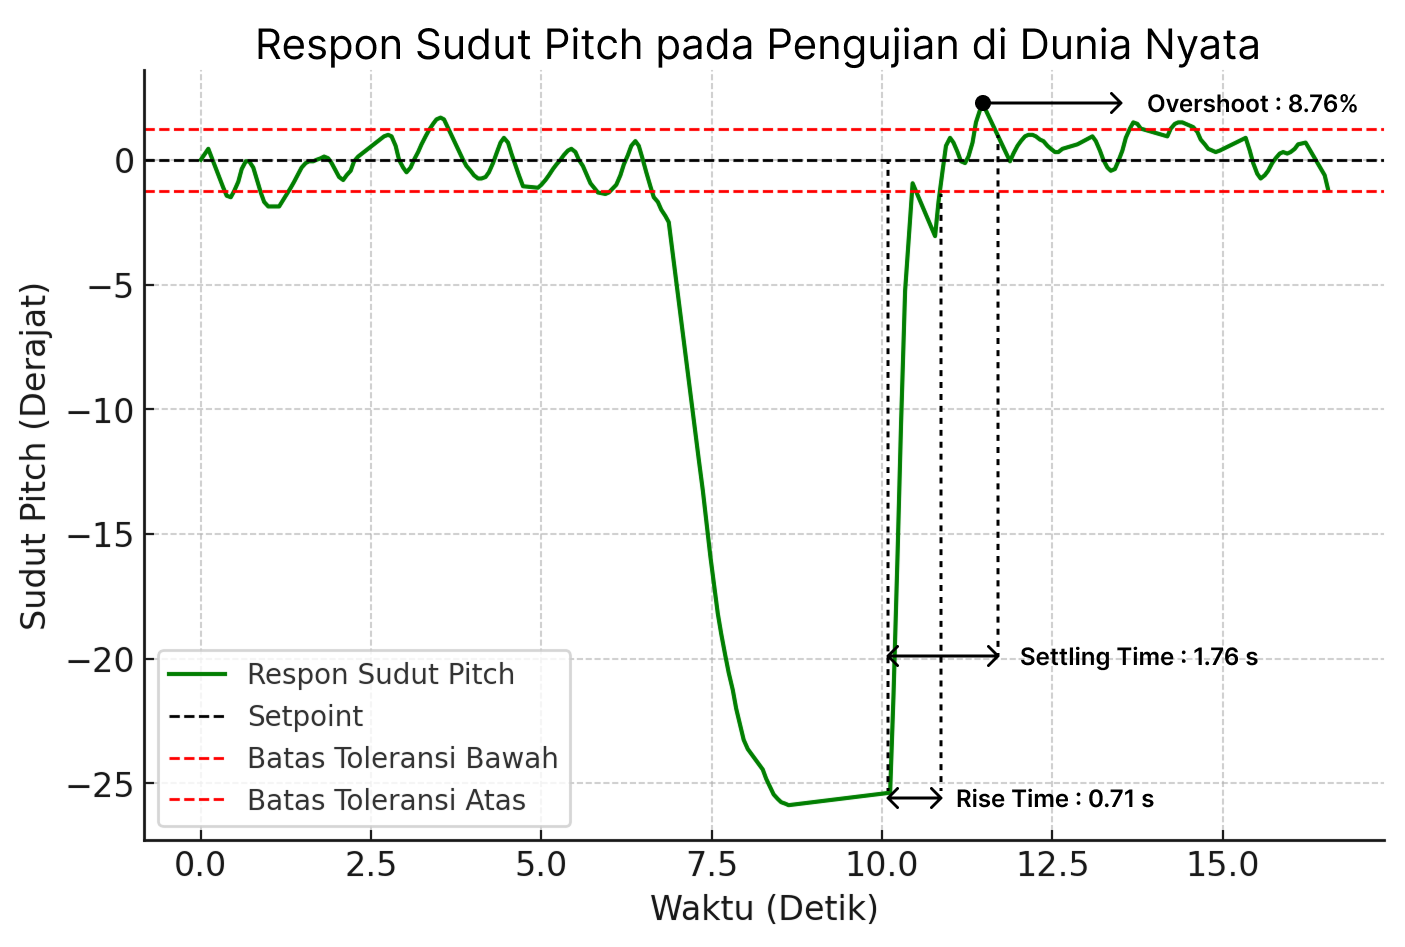 Respon Sudut Pitch pada Pengujian di Dunia Nyata
Overshoot : 8.76%
0
−5
−10
−15
−20
−25
Sudut Pitch (Derajat)
Settling Time : 1.76 s
Rise Time : 0.71 s
Respon Sudut Pitch
Setpoint
Batas Toleransi Bawah
Batas Toleransi Atas
0.0 2.5 5.0 7.5 10.0 12.5 15.0
Waktu (Detik)